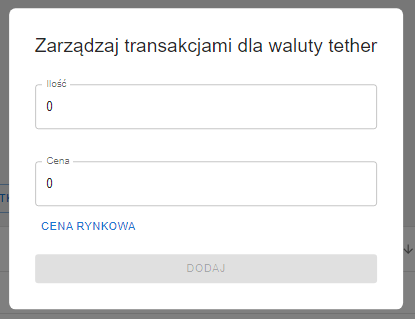 Zarządzaj transakcjami dla waluty tether
Ilość
0
Cena
0
CENA RYNKOWA
DODAJ